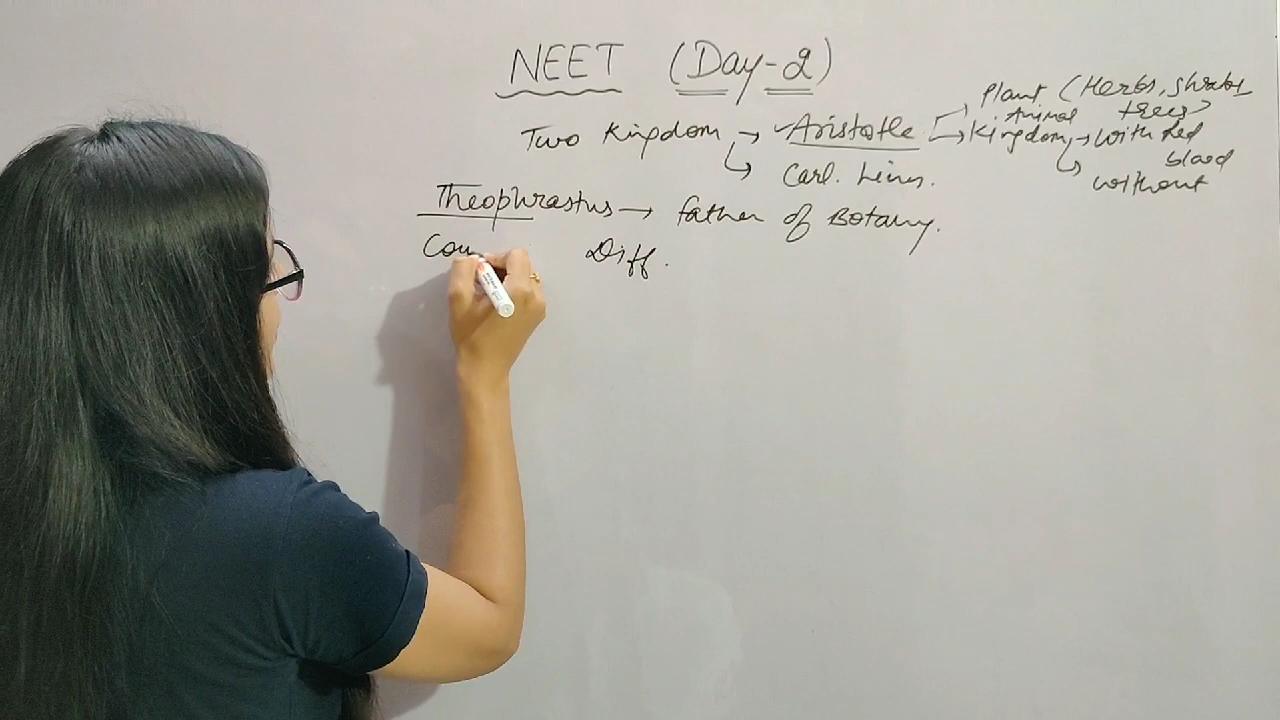 NEET (Day-2)
Plant (Herbs, shrubs,
trees)
Two Kingdom → Aristotle → Animal Kingdom → with Red
blood
without
Carl. Linn.
Theophrastus → father of Botany.
Diff.